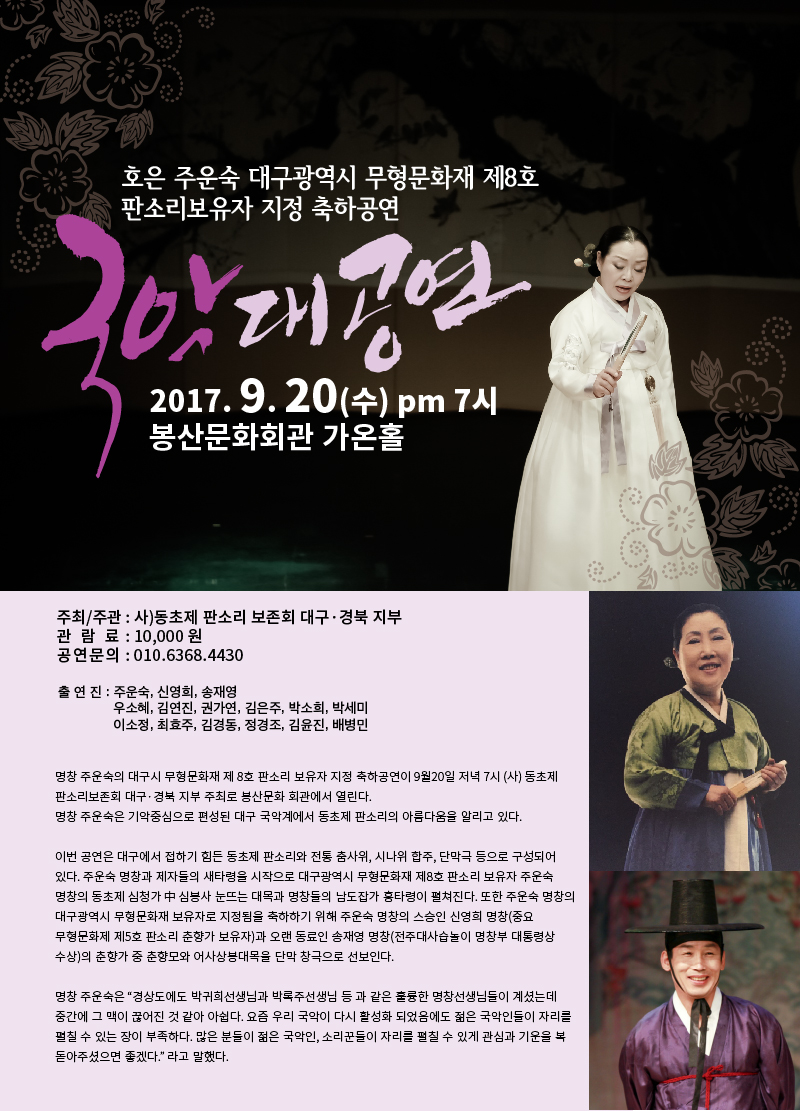 호은 주운숙 대구광역시 무형문화재 제8호
판소리보유자 지정 축하공연
국악대공연
2017. 9. 20(수) pm 7시
봉산문화회관 가온홀
주최/주관 : 사)동초제 판소리 보존회 대구·경북 지부
관 람 료 : 10,000 원
공연문의 : 010.6368.4430
출 연 진 : 주운숙, 신영희, 송재영
우소혜, 김연진, 권가연, 김은주, 박소희, 박세미
이소정, 최효주, 김경동, 정경조, 김윤진, 배병민
명창 주운숙의 대구시 무형문화재 제 8호 판소리 보유자 지정 축하공연이 9월20일 저녁 7시 (사) 동초제
판소리보존회 대구·경북 지부 주최로 봉산문화 회관에서 열린다.
명창 주운숙은 기악중심으로 편성된 대구 국악계에서 동초제 판소리의 아름다움을 알리고 있다.
이번 공연은 대구에서 접하기 힘든 동초제 판소리와 전통 춤사위, 시나위 합주, 단막극 등으로 구성되어
있다. 주운숙 명창과 제자들의 새타령을 시작으로 대구광역시 무형문화재 제8호 판소리 보유자 주운숙
명창의 동초제 심청가 中 심봉사 눈뜨는 대목과 명창들의 남도잡가 흥타령이 펼쳐진다. 또한 주운숙 명창의
대구광역시 무형문화재 보유자로 지정됨을 축하하기 위해 주운숙 명창의 스승인 신영희 명창(중요
무형문화제 제5호 판소리 춘향가 보유자)과 오랜 동료인 송재영 명창(전주대사습놀이 명창부 대통령상
수상)의 춘향가 중 춘향모와 어사상봉대목을 단막 창극으로 선보인다.
명창 주운숙은 “경상도에도 박귀희선생님과 박록주선생님 등 과 같은 훌륭한 명창선생님들이 계셨는데
중간에 그 맥이 끊어진 것 같아 아쉽다. 요즘 우리 국악이 다시 활성화 되었음에도 젊은 국악인들이 자리를
펼칠 수 있는 장이 부족하다. 많은 분들이 젊은 국악인, 소리꾼들이 자리를 펼칠 수 있게 관심과 기운을 복
돋아주셨으면 좋겠다.” 라고 말했다.